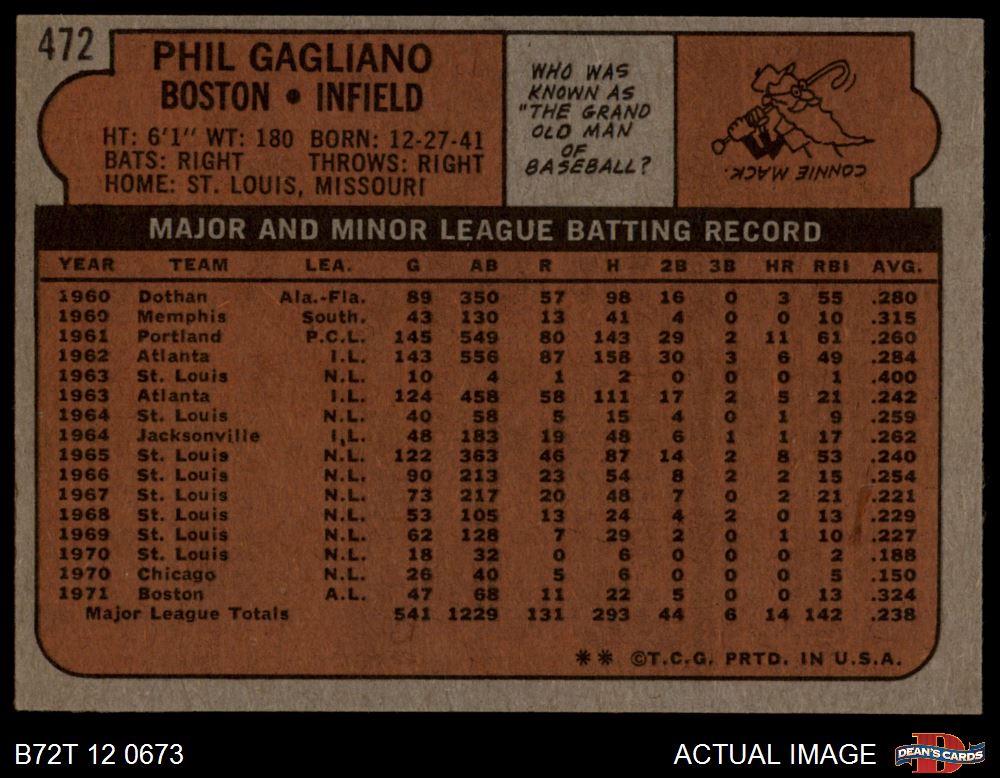 472
PHIL GAGLIANO
BOSTON • INFIELD
HT: 6'1" WT: 180 BORN: 12-27-41
BATS: RIGHT THROWS: RIGHT
HOME: ST. LOUIS, MISSOURI
WHO WAS
KNOWN AS
"THE GRAND
OLD MAN
OF
BASEBALL?
CONNIE MACK.
MAJOR AND MINOR LEAGUE BATTING RECORD
YEAR TEAM LEA. G AB R H 2B 3B HR RBI AVG.
1960 Dothan Ala.-Fla. 89 350 57 98 16 0 3 55 .280
1960 Memphis South. 43 130 13 41 4 0 0 10 .315
1961 Portland P.C.L. 145 549 80 143 29 2 11 61 .260
1962 Atlanta I.L. 143 556 87 158 30 3 6 49 .284
1963 St. Louis N.L. 10 4 1 2 0 0 0 1 .400
1963 Atlanta I.L. 124 458 58 111 17 2 5 21 .242
1964 St. Louis N.L. 40 58 5 15 4 0 1 9 .259
1964 Jacksonville I.L. 48 183 19 48 6 1 1 17 .262
1965 St. Louis N.L. 122 363 46 87 14 2 8 53 .240
1966 St. Louis N.L. 90 213 23 54 8 2 2 15 .254
1967 St. Louis N.L. 73 217 20 48 7 0 2 21 .221
1968 St. Louis N.L. 53 105 13 24 4 2 0 13 .229
1969 St. Louis N.L. 62 128 7 29 2 0 1 10 .227
1970 St. Louis N.L. 18 32 0 6 0 0 0 2 .188
1970 Chicago N.L. 26 40 5 6 0 0 0 5 .150
1971 Boston A.L. 47 68 11 22 5 0 0 13 .324
Major League Totals 541 1229 131 293 44 6 14 142 .238
** ©T.C.G. PRTD. IN U.S.A.
B72T 12 0673 ACTUAL IMAGE DEAN'S CARDS